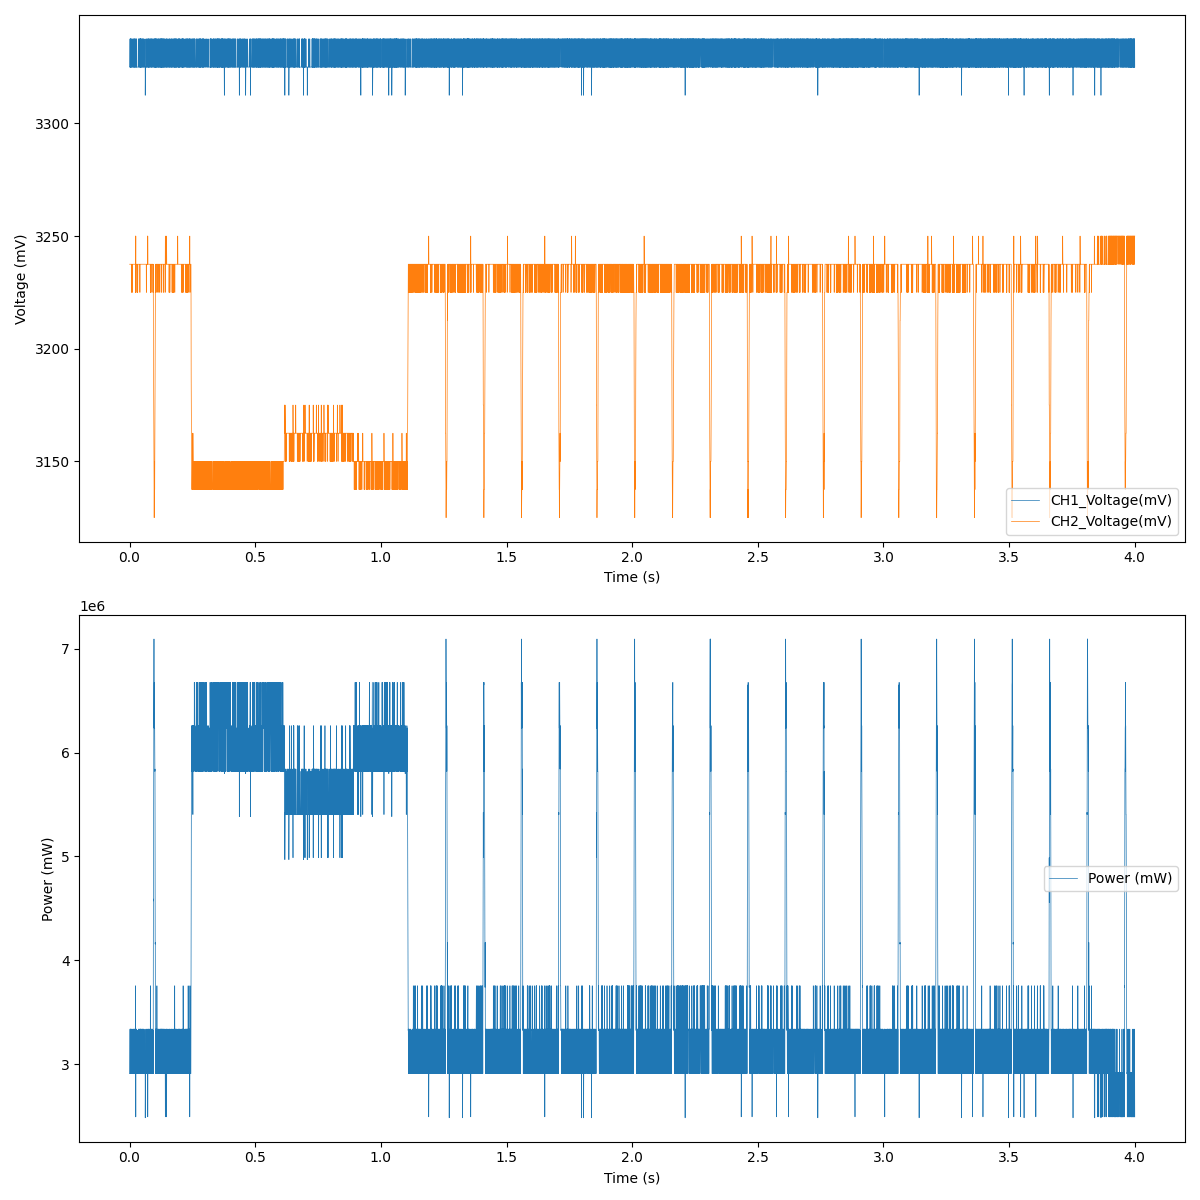 3300
3250
3200
3150
Voltage (mV)
CH1_Voltage(mV)
CH2_Voltage(mV)
0.0 0.5 1.0 1.5 2.0 2.5 3.0 3.5 4.0
Time (s)
1e6
7
6
5
4
3
Power (mW)
Power (mW)
0.0 0.5 1.0 1.5 2.0 2.5 3.0 3.5 4.0
Time (s)